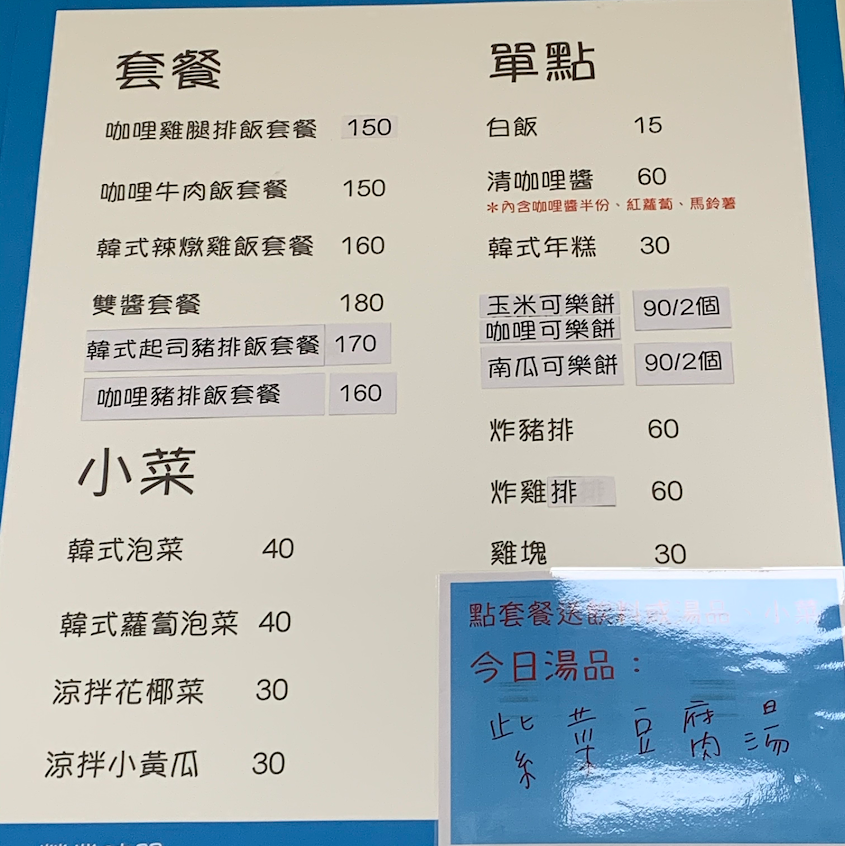 套餐
咖哩雞腿排飯套餐 150
咖哩牛肉飯套餐 150
韓式辣燉雞飯套餐 160
雙醬套餐 180
韓式起司豬排飯套餐 170
咖哩豬排飯套餐 160
小菜
韓式泡菜 40
韓式蘿蔔泡菜 40
涼拌花椰菜 30
涼拌小黃瓜 30
單點
白飯 15
清咖哩醬 60
*內含咖哩醬半份、紅蘿蔔、馬鈴薯
韓式年糕 30
玉米可樂餅
咖哩可樂餅 90/2個
南瓜可樂餅 90/2個
炸豬排 60
炸雞排 60
雞塊 30
點套餐送飲料或湯品 小菜
今日湯品：
紫菜豆腐湯